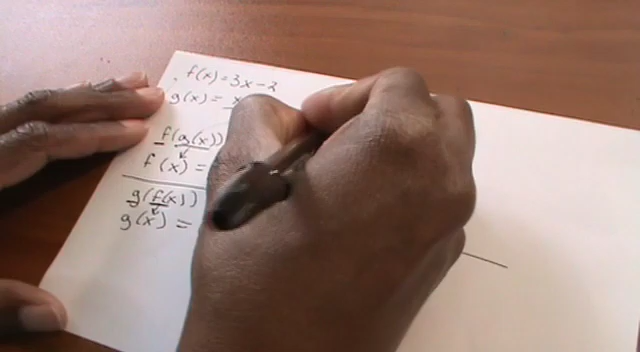 f(x) = 3x - 2
g(x) = x
f(g(x))
f(x) =
g(f(x))
g(x) =